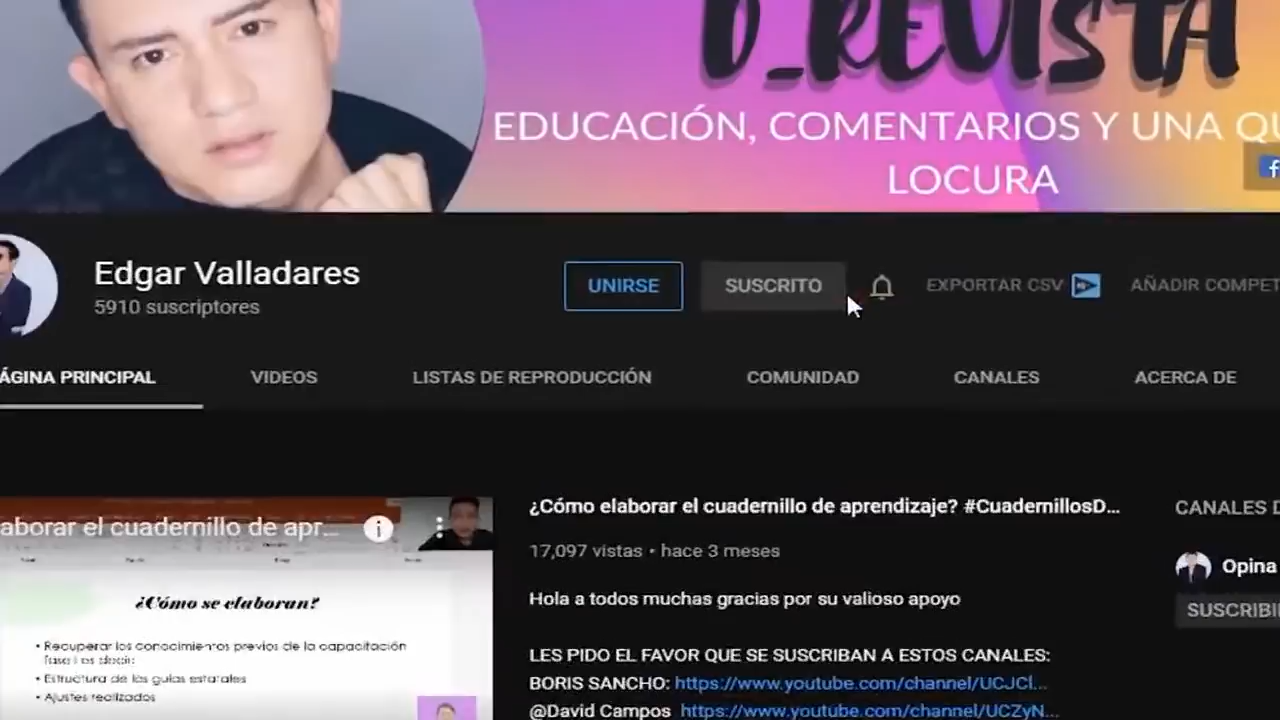 D_REVISTA
EDUCACIÓN, COMENTARIOS Y UNA QU
LOCURA
f
Edgar Valladares
5910 suscriptores
UNIRSE
SUSCRITO
EXPORTAR CSV
AÑADIR COMPET
ÁGINA PRINCIPAL
VIDEOS
LISTAS DE REPRODUCCIÓN
COMUNIDAD
CANALES
ACERCA DE
aborar el cuadernillo de apr...
¿Cómo se elaboran?
• Recuperar los conocimientos previos de la capacitación
• Estructura de las guías estatales
• Ajustes realizados
¿Cómo elaborar el cuadernillo de aprendizaje? #CuadernillosD...
17,097 vistas • hace 3 meses
Hola a todos muchas gracias por su valioso apoyo
LES PIDO EL FAVOR QUE SE SUSCRIBAN A ESTOS CANALES:
BORIS SANCHO: https://www.youtube.com/channel/UCJCl...
@David Campos https://www.youtube.com/channel/UCZyN...
CANALES D
Opina
SUSCRIBI